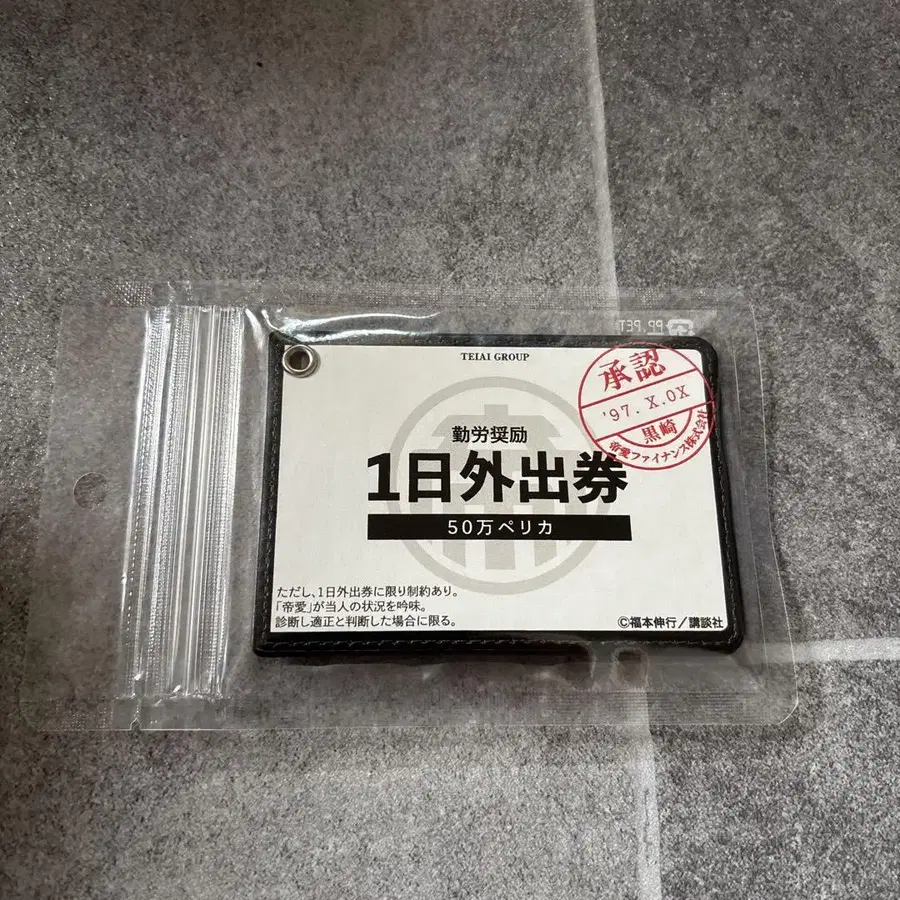 PP, PET
TEIAI GROUP
承認
'97. X.0X
黒崎
帝愛ファイナンス株式会社
帝
勤労奨励
1日外出券
50万ペリカ
ただし、1日外出券に限り制約あり。
「帝愛」が当人の状況を吟味。
診断し適正と判断した場合に限る。
©福本伸行/講談社